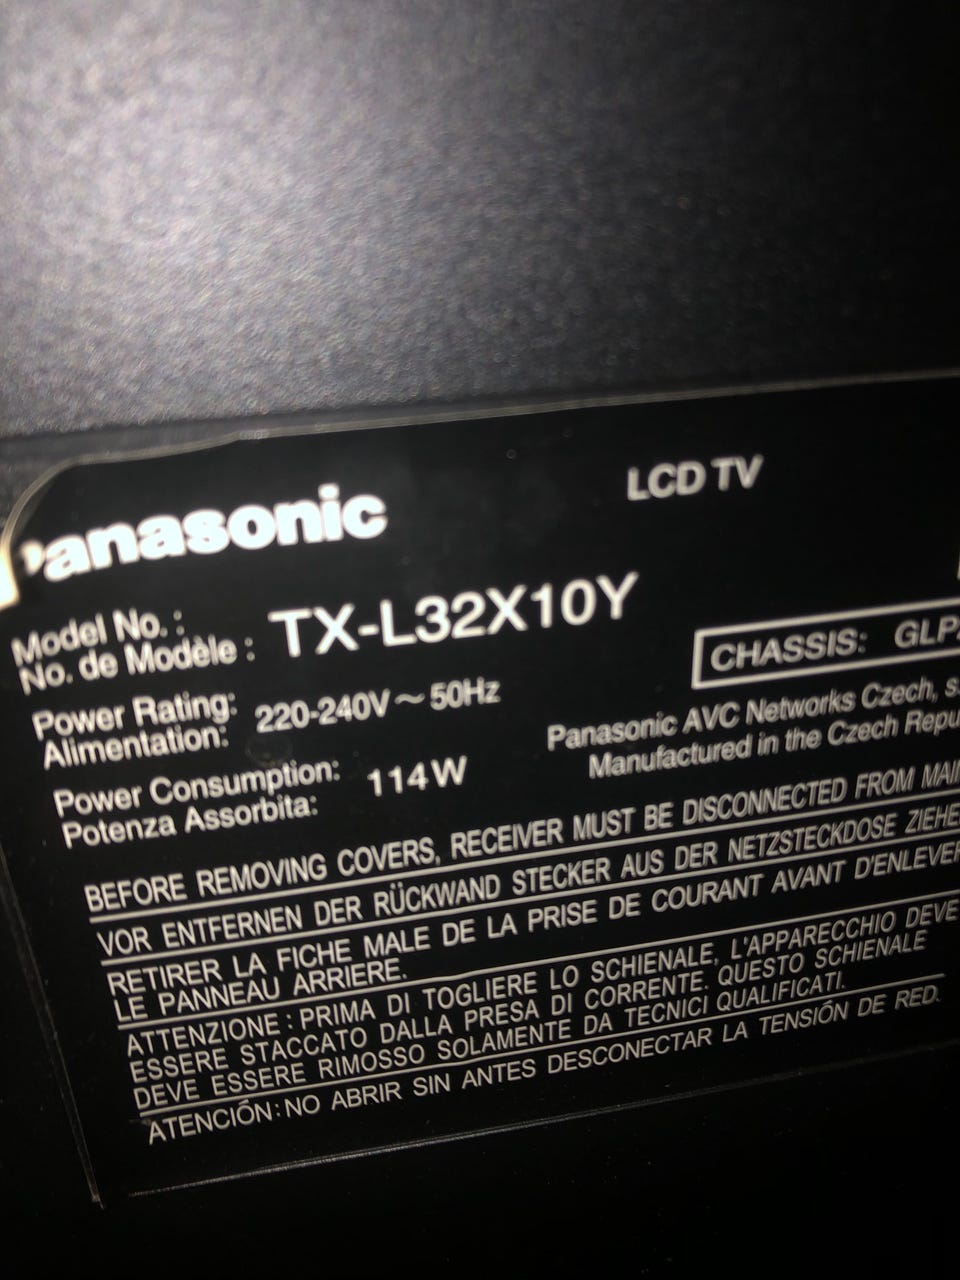 Panasonic
LCD TV
Model No. :
No. de Modèle :
TX-L32X10Y
CHASSIS:
Power Rating:
Alimentation:
220-240V ~ 50Hz
Panasonic AVC Networks Czech,
Manufactured in the Czech
Power Consumption:
Potenza Assorbita:
114W
BEFORE REMOVING COVERS, RECEIVER MUST BE DISCONNECTED FROM
VOR ENTFERNEN DER RÜCKWAND STECKER AUS DER NETZSTECKDOSE
RETIRER LA FICHE MALE DE LA PRISE DE COURANT AVANT
LE PANNEAU ARRIERE.
ATTENZIONE : PRIMA DI TOGLIERE LO SCHIENALE, L'APPARECCHIO DEVE
ESSERE STACCATO DALLA PRESA DI CORRENTE. QUESTO SCHIENALE
DEVE ESSERE RIMOSSO SOLAMENTE DA TECNICI QUALIFICATI.
ATENCIÓN: NO ABRIR SIN ANTES DESCONECTAR LA TENSIÓN DE RED.